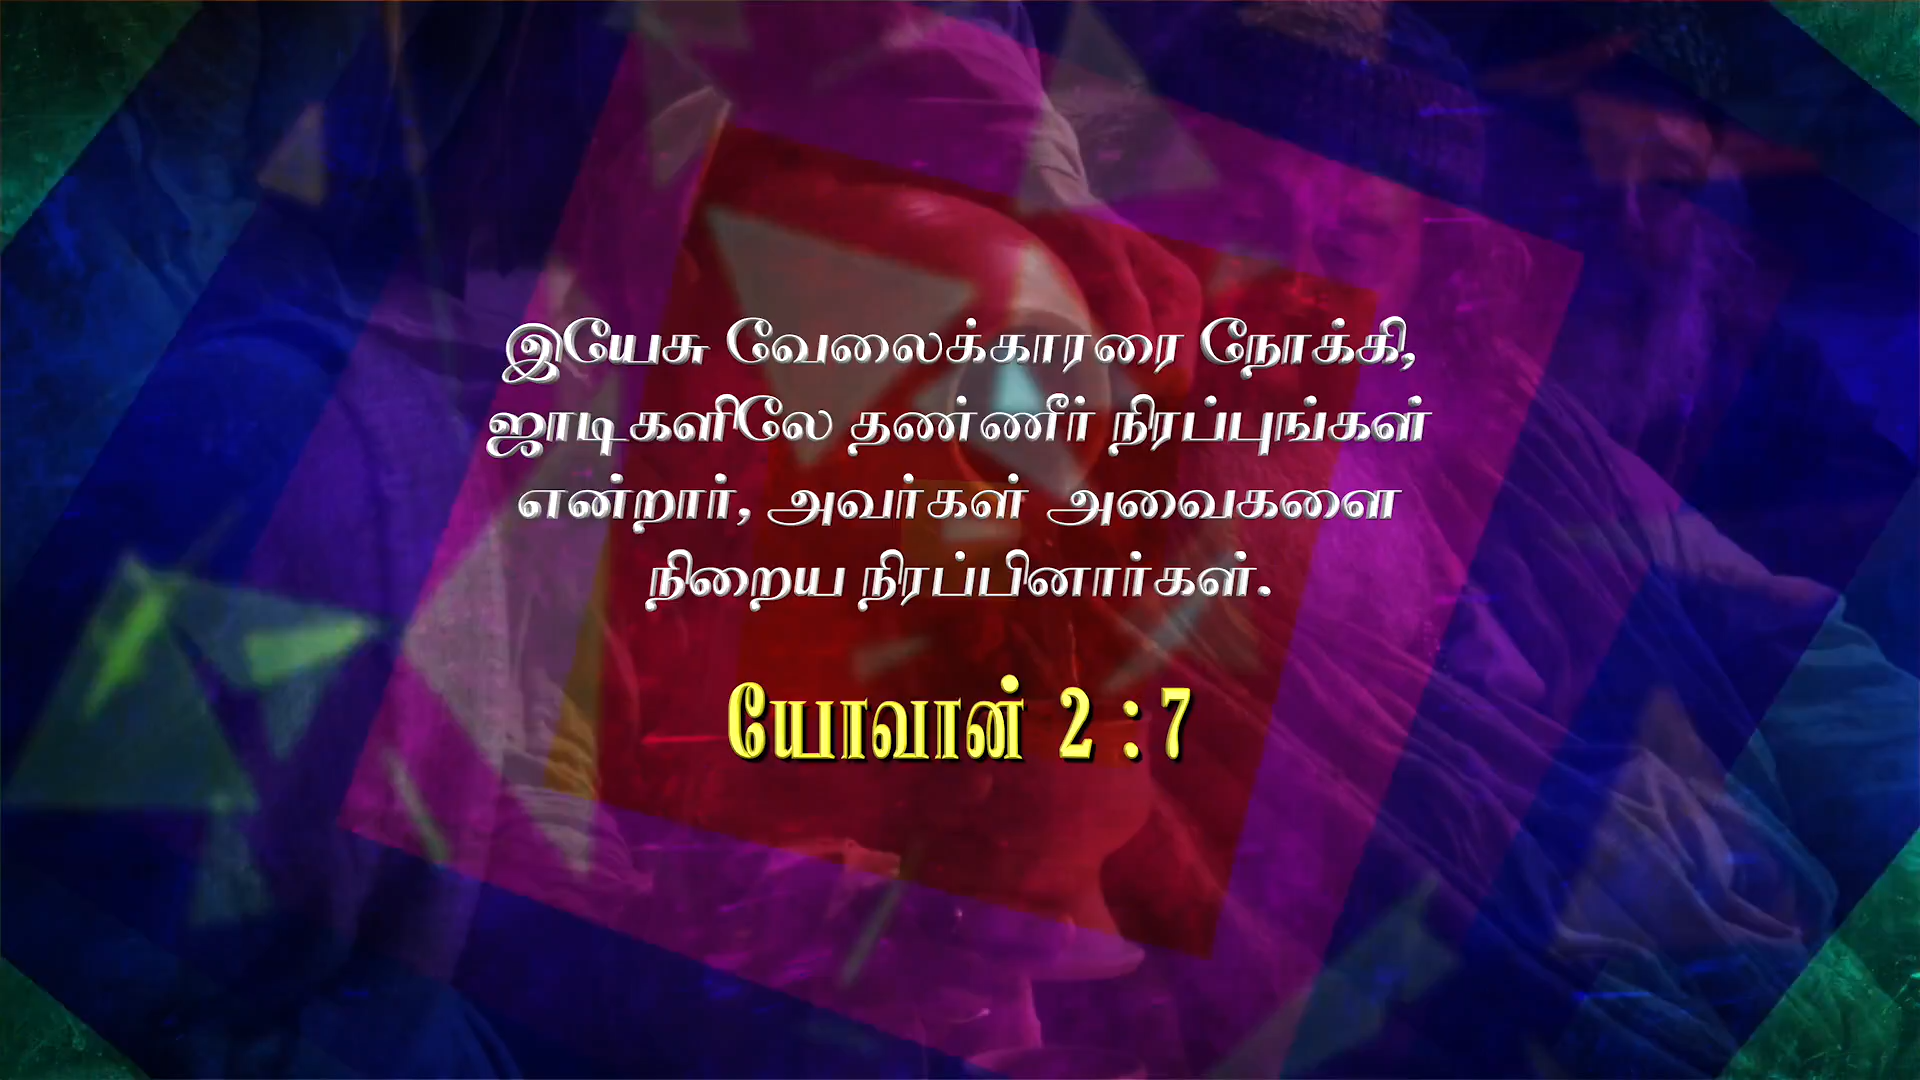 இயேசு வேலைக்காரரை நோக்கி,
ஜாடிகளிலே தண்ணீர் நிரப்புங்கள்
என்றார், அவர்கள் அவைகளை
நிறைய நிரப்பினார்கள்.
யோவான் 2 : 7